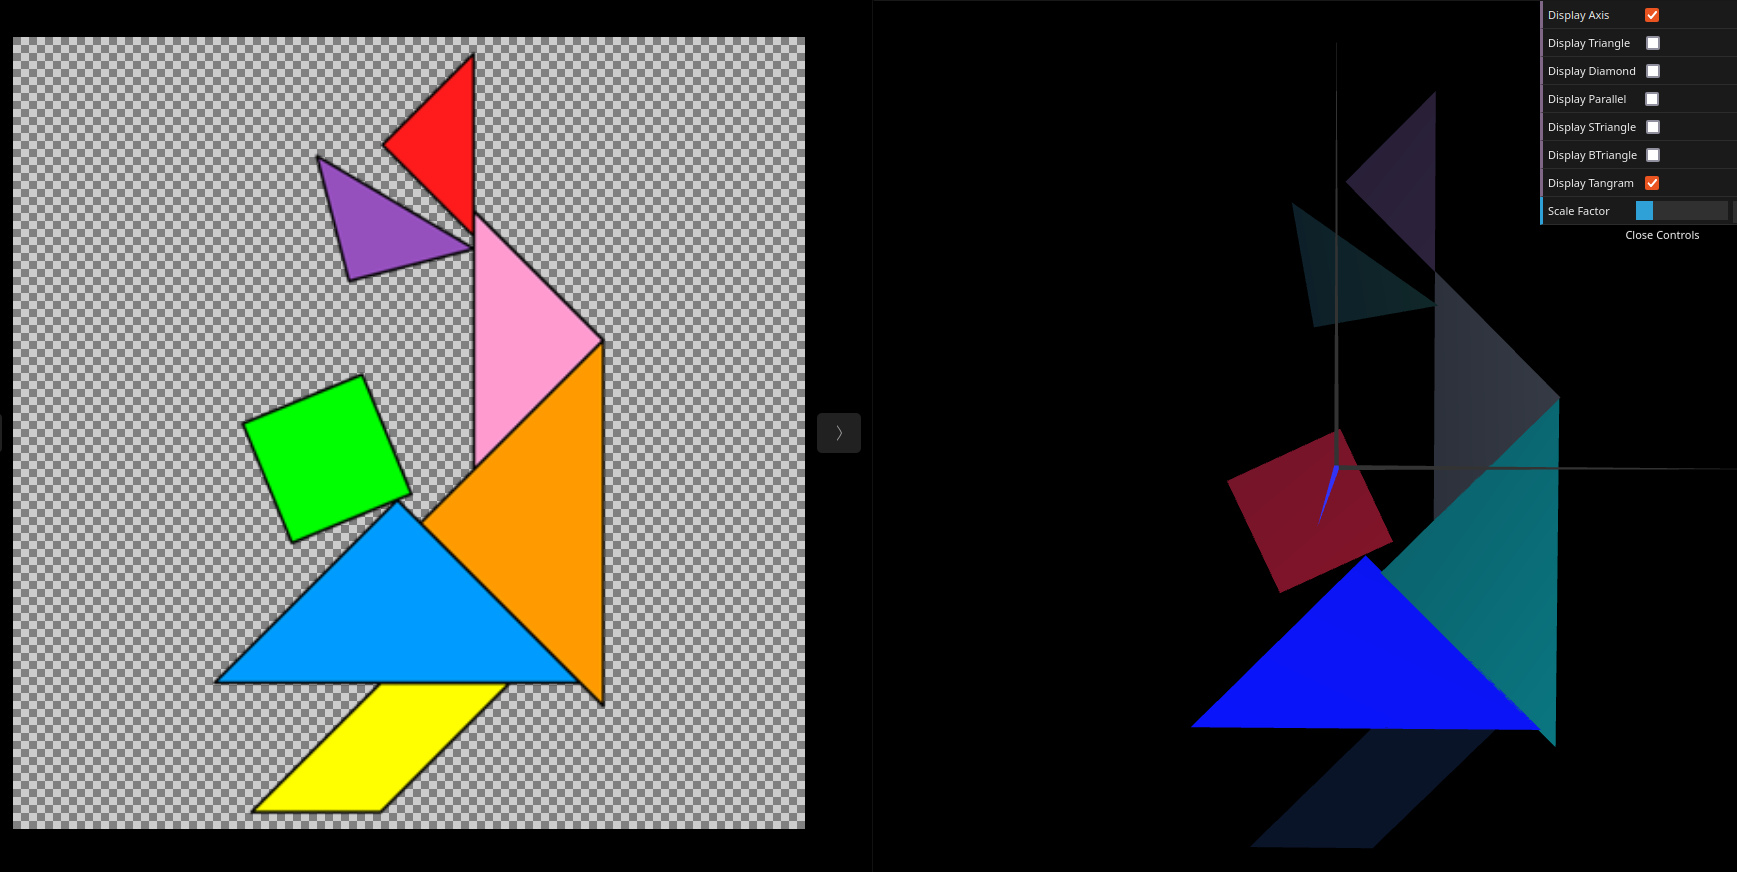 Display Axis
Display Triangle
Display Diamond
Display Parallel
Display STriangle
Display BTriangle
Display Tangram
Scale Factor
Close Controls